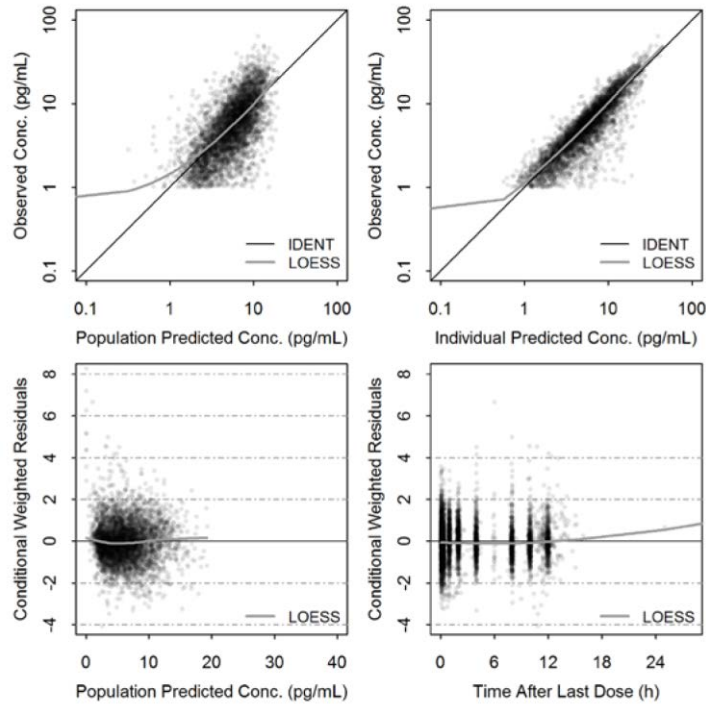 100
10
1
0.1
Observed Conc. (pg/mL)
IDENT
LOESS
0.1 1 10 100
Population Predicted Conc. (pg/mL)
100
10
1
0.1
Observed Conc. (pg/mL)
IDENT
LOESS
0.1 1 10 100
Individual Predicted Conc. (pg/mL)
8
6
4
2
0
-2
-4
Conditional Weighted Residuals
LOESS
0 10 20 30 40
Population Predicted Conc. (pg/mL)
8
6
4
2
0
-2
-4
Conditional Weighted Residuals
LOESS
0 6 12 18 24
Time After Last Dose (h)